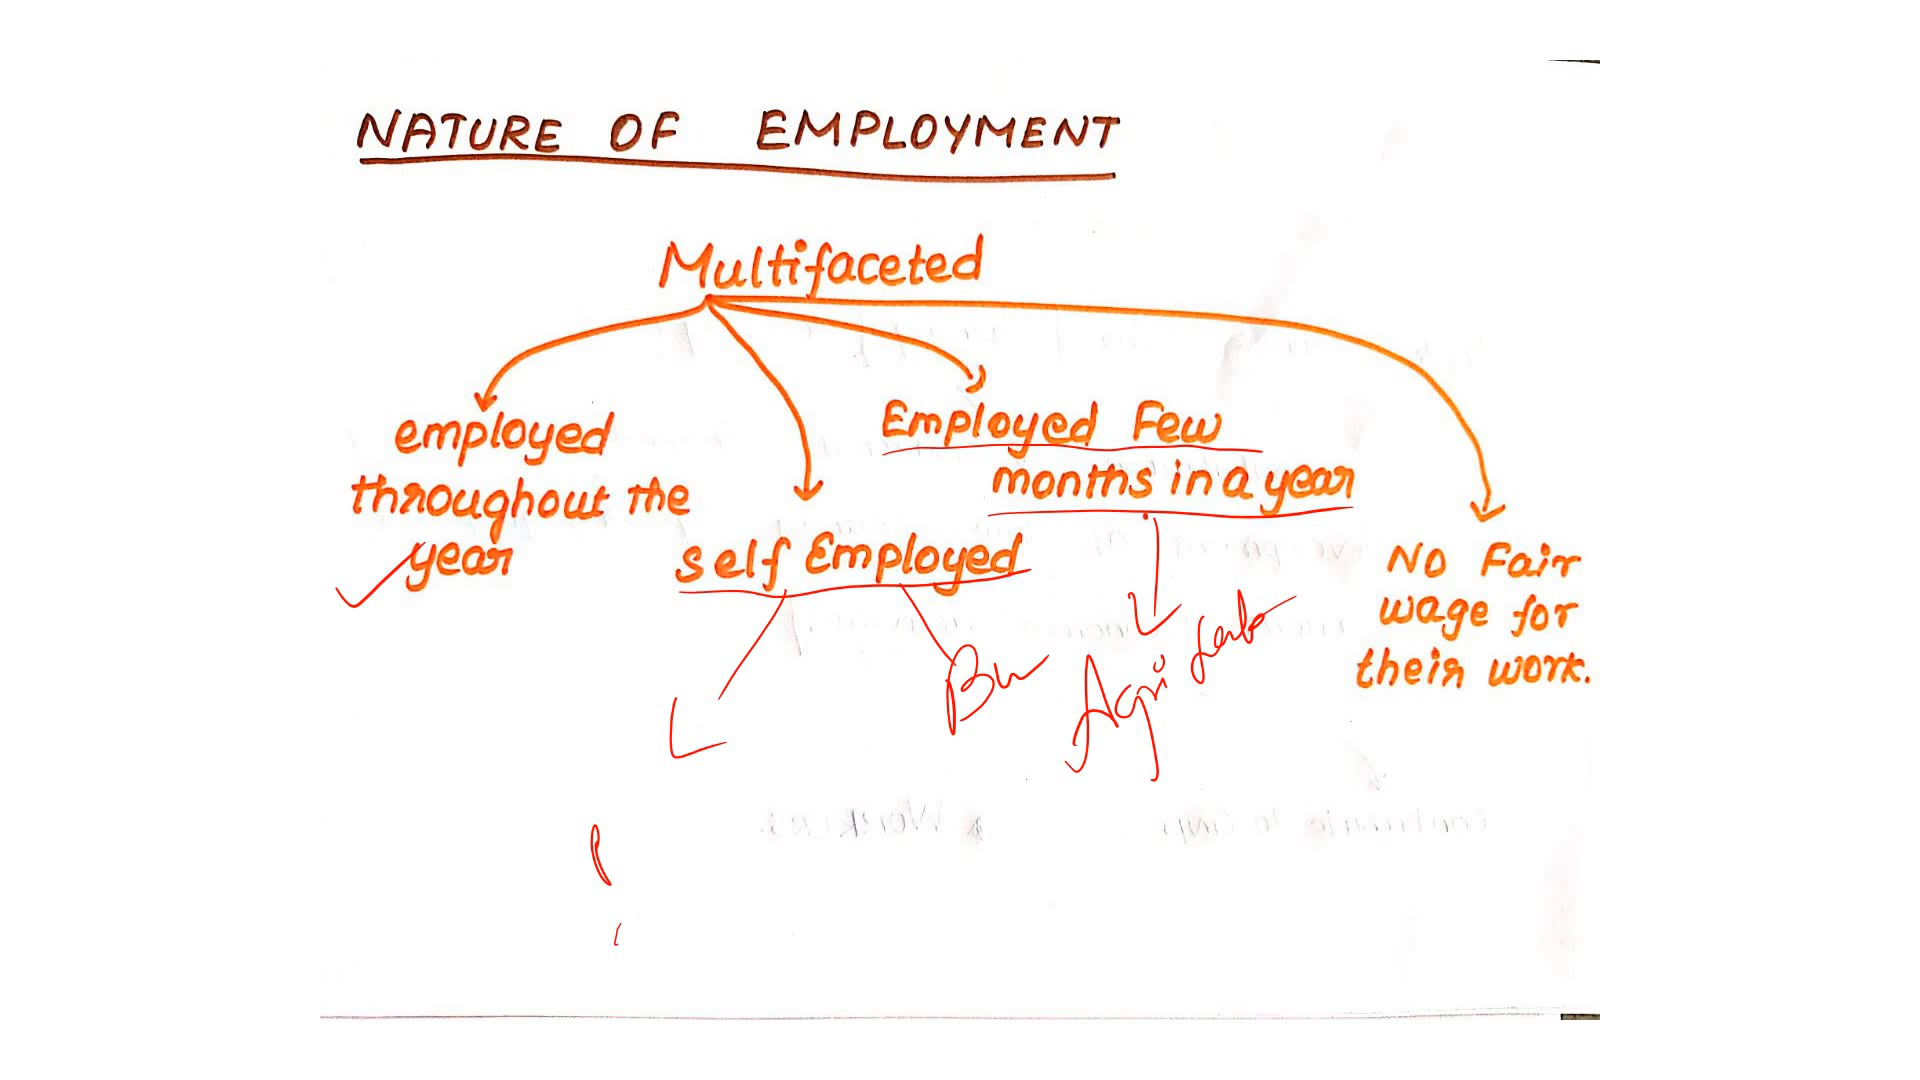 NATURE OF EMPLOYMENT
Multifaceted
employed
throughout the
year
self Employed
Employed Few
months in a year
No Fair
wage for
their work.
Agri